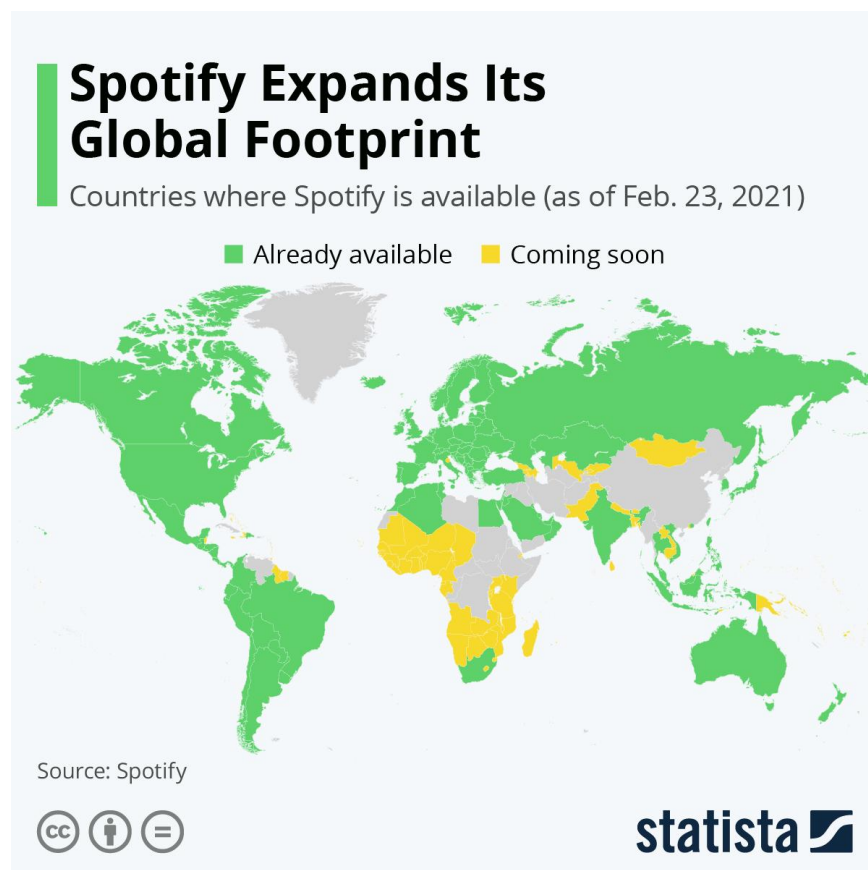 Spotify Expands Its
Global Footprint
Countries where Spotify is available (as of Feb. 23, 2021)
Already available Coming soon
Source: Spotify
cc
statista